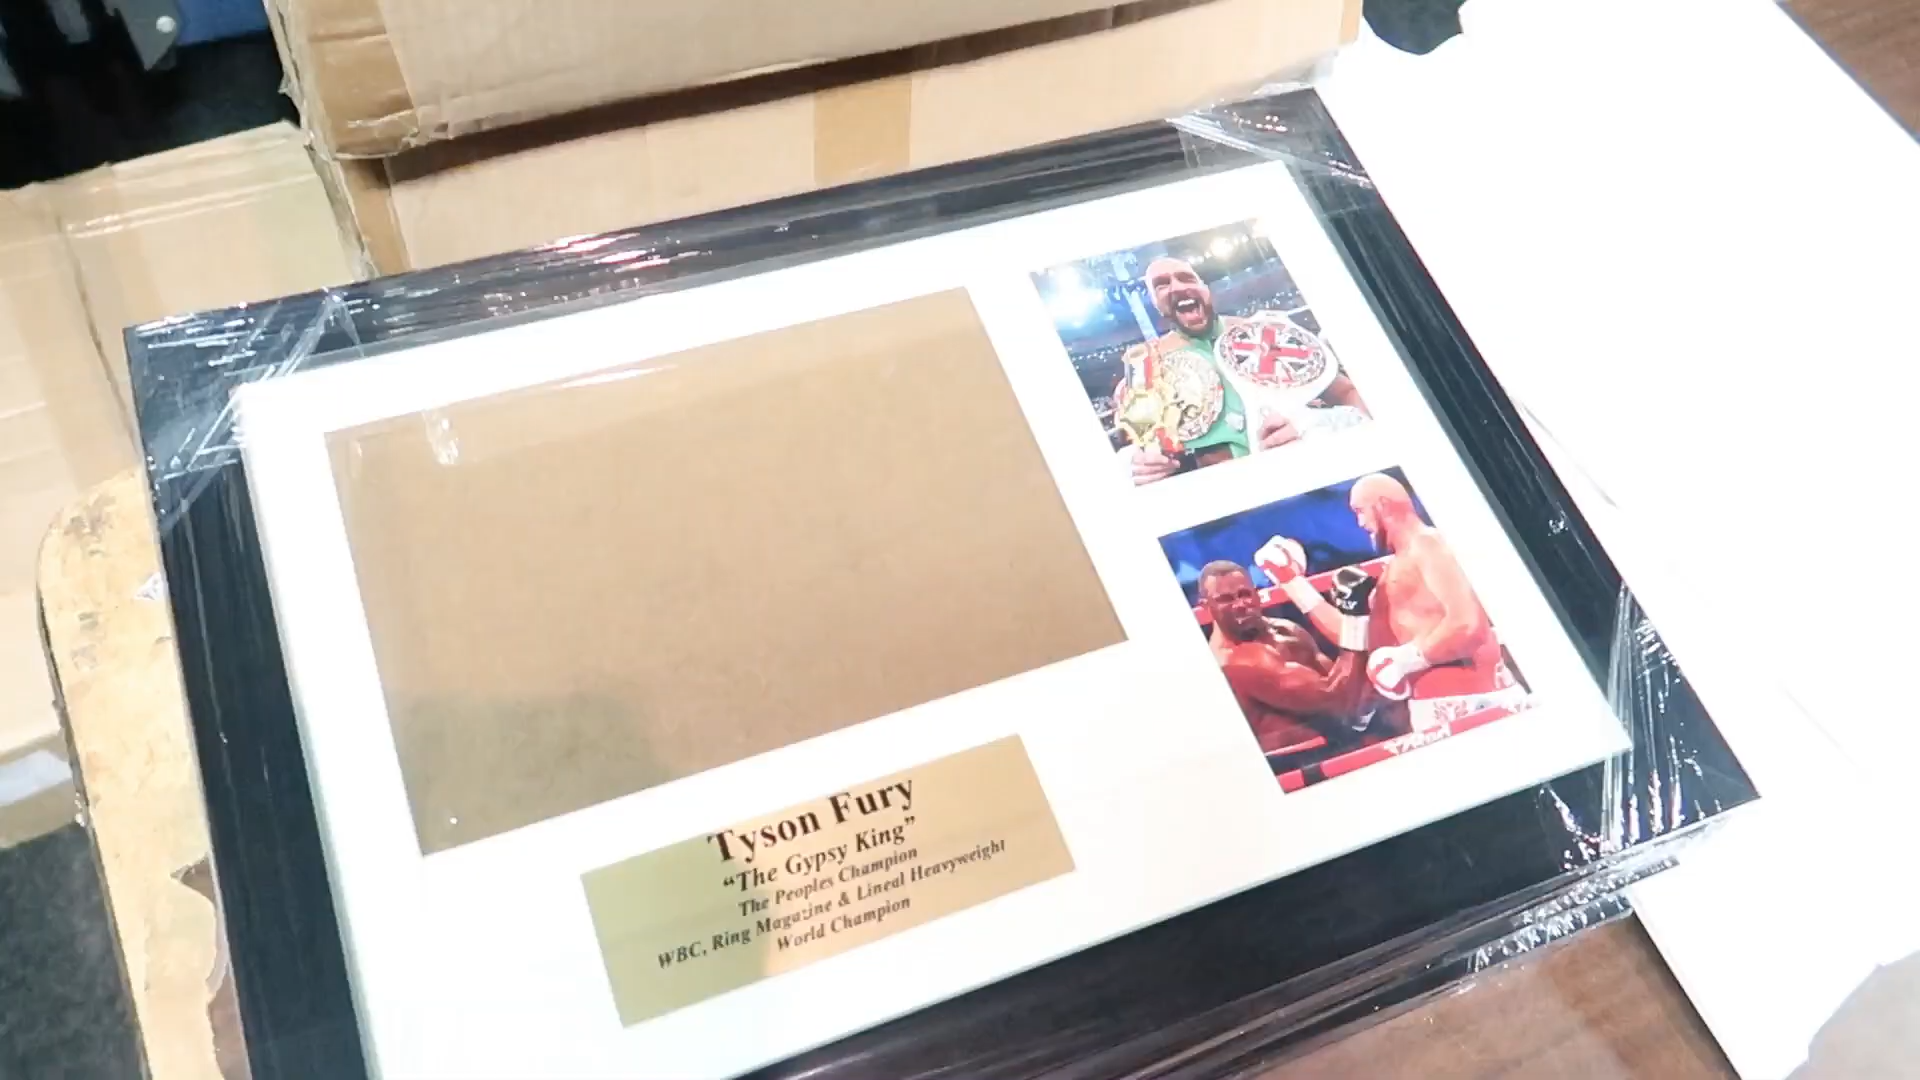 Tyson Fury
“The Gypsy King”
The Peoples Champion
WBC, Ring Magazine & Lineal Heavyweight
World Champion